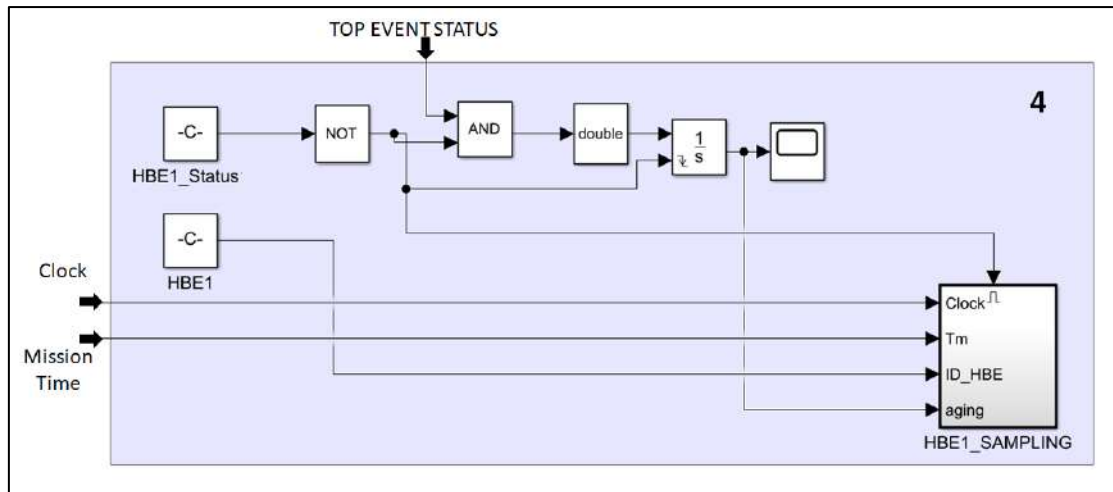 TOP EVENT STATUS
4
-C-
NOT
AND
double
1
s
HBE1_Status
-C-
HBE1
Clock
Mission
Time
Clock
Tm
ID_HBE
aging
HBE1_SAMPLING